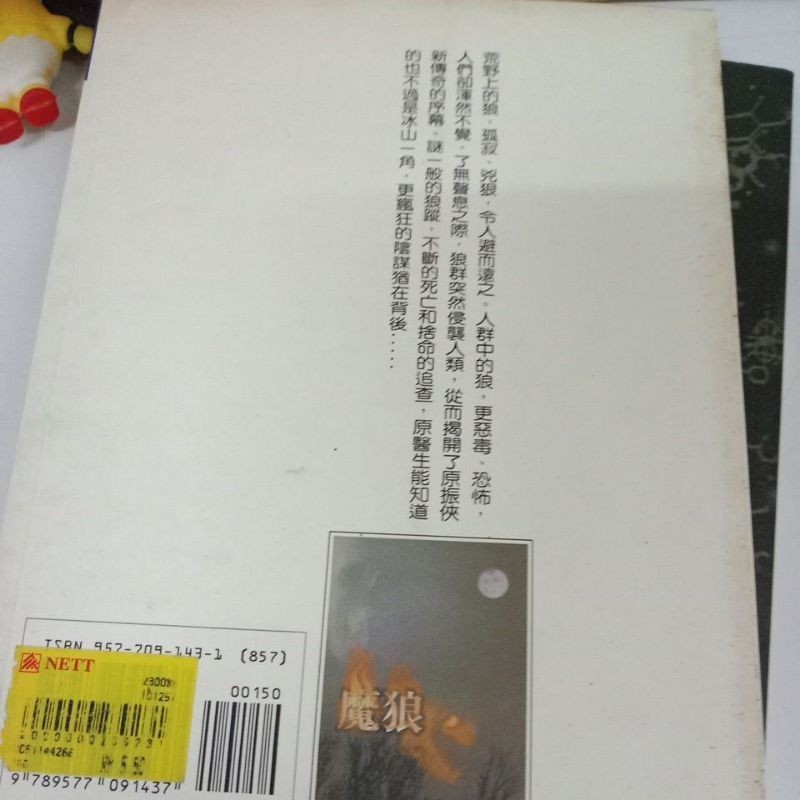 荒野上的狼，孤寂、兇狠，令人避而遠之。人群中的狼，更惡毒、恐怖，
人們卻渾然不覺。了無聲息之際，狼群突然侵襲人類，從而揭開了原振俠
新傳奇的序幕。謎一般的狼蹤，不斷的死亡和捨命的追查，原醫生能知道
的也不過是冰山一角，更瘋狂的陰謀猶在背後……
魔狼
ISBN 957-709-143-1 (857)
NETT
00150
9 789577 091437